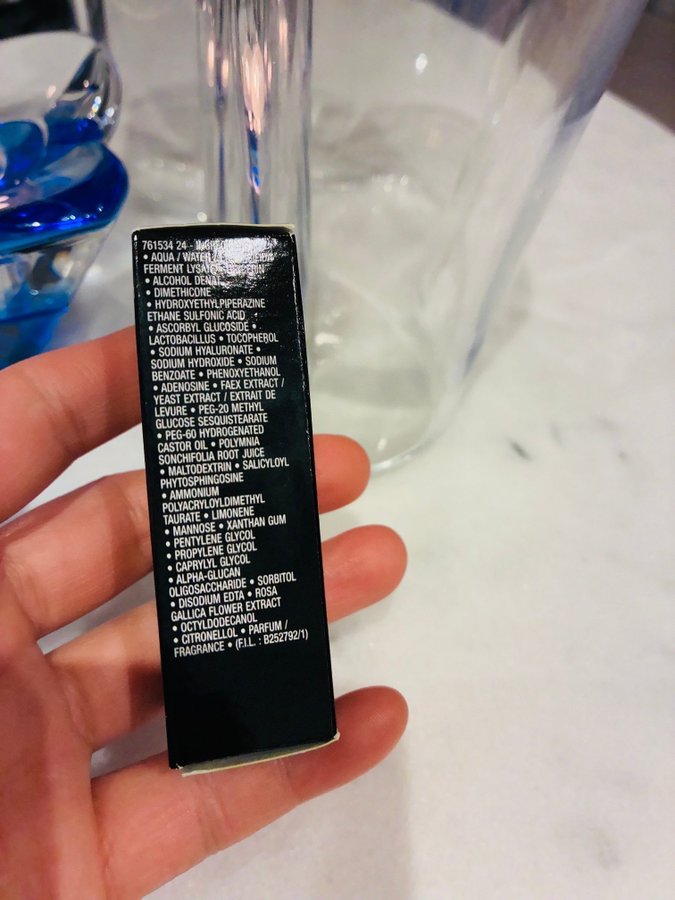 761534 24 - INGREDIENTS:
• AQUA / WATER •
FERMENT LYSATE
• ALCOHOL DENAT.
• DIMETHICONE
• HYDROXYETHYLPIPERAZINE
ETHANE SULFONIC ACID
• ASCORBYL GLUCOSIDE •
LACTOBACILLUS • TOCOPHEROL
• SODIUM HYALURONATE •
SODIUM HYDROXIDE • SODIUM
BENZOATE • PHENOXYETHANOL
• ADENOSINE • FAEX EXTRACT /
YEAST EXTRACT / EXTRAIT DE
LEVURE • PEG-20 METHYL
GLUCOSE SESQUISTEARATE
• PEG-60 HYDROGENATED
CASTOR OIL • POLYMNIA
SONCHIFOLIA ROOT JUICE
• MALTODEXTRIN • SALICYLOYL
PHYTOSPHINGOSINE
• AMMONIUM
POLYACRYLOYLDIMETHYL
TAURATE • LIMONENE
• MANNOSE • XANTHAN GUM
• PENTYLENE GLYCOL
• PROPYLENE GLYCOL
• CAPRYLYL GLYCOL
• ALPHA-GLUCAN
OLIGOSACCHARIDE • SORBITOL
• DISODIUM EDTA • ROSA
GALLICA FLOWER EXTRACT
• OCTYLDODECANOL
• CITRONELLOL • PARFUM /
FRAGRANCE • (F.I.L. : B252792/1)